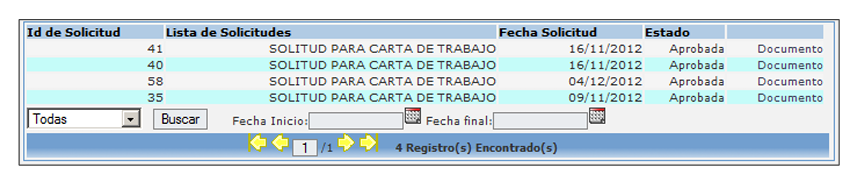 Id de Solicitud Lista de Solicitudes Fecha Solicitud Estado
41 SOLITUD PARA CARTA DE TRABAJO 16/11/2012 Aprobada Documento
40 SOLITUD PARA CARTA DE TRABAJO 16/11/2012 Aprobada Documento
58 SOLITUD PARA CARTA DE TRABAJO 04/12/2012 Aprobada Documento
35 SOLITUD PARA CARTA DE TRABAJO 09/11/2012 Aprobada Documento
Todas Buscar Fecha Inicio: Fecha final:
1 /1 4 Registro(s) Encontrado(s)